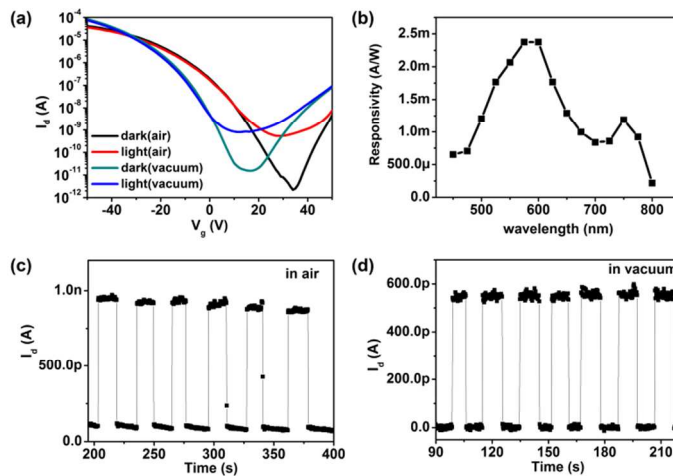 (a)
10⁻⁴
10⁻⁵
10⁻⁶
10⁻⁷
10⁻⁸
10⁻⁹
10⁻¹⁰
10⁻¹¹
10⁻¹²
I_d (A)
dark(air)
light(air)
dark(vacuum)
light(vacuum)
-40 -20 0 20 40
V_g (V)
(b)
2.5m
2.0m
1.5m
1.0m
500.0µ
0.0
Responsivity (A/W)
500 600 700 800
wavelength (nm)
(c)
in air
1.0n
500.0p
0.0
I_d (A)
200 250 300 350 400
Time (s)
(d)
in vacuum
600.0p
400.0p
200.0p
0.0
I_d (A)
90 120 150 180 210
Time (s)